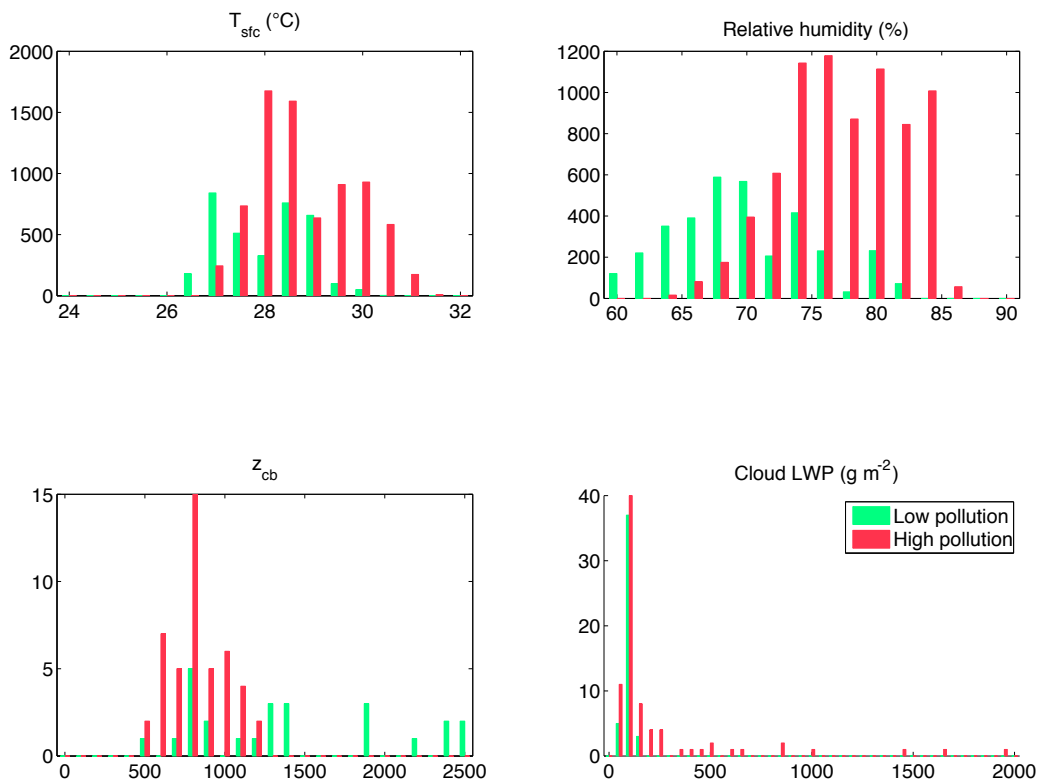 T_sfc (°C)
2000
1500
1000
500
0
24 26 28 30 32
Relative humidity (%)
1200
1000
800
600
400
200
0
60 65 70 75 80 85 90
z_cb
15
10
5
0
0 500 1000 1500 2000 2500
Cloud LWP (g m^-2)
40
30
20
10
0
0 500 1000 1500 2000
Low pollution
High pollution